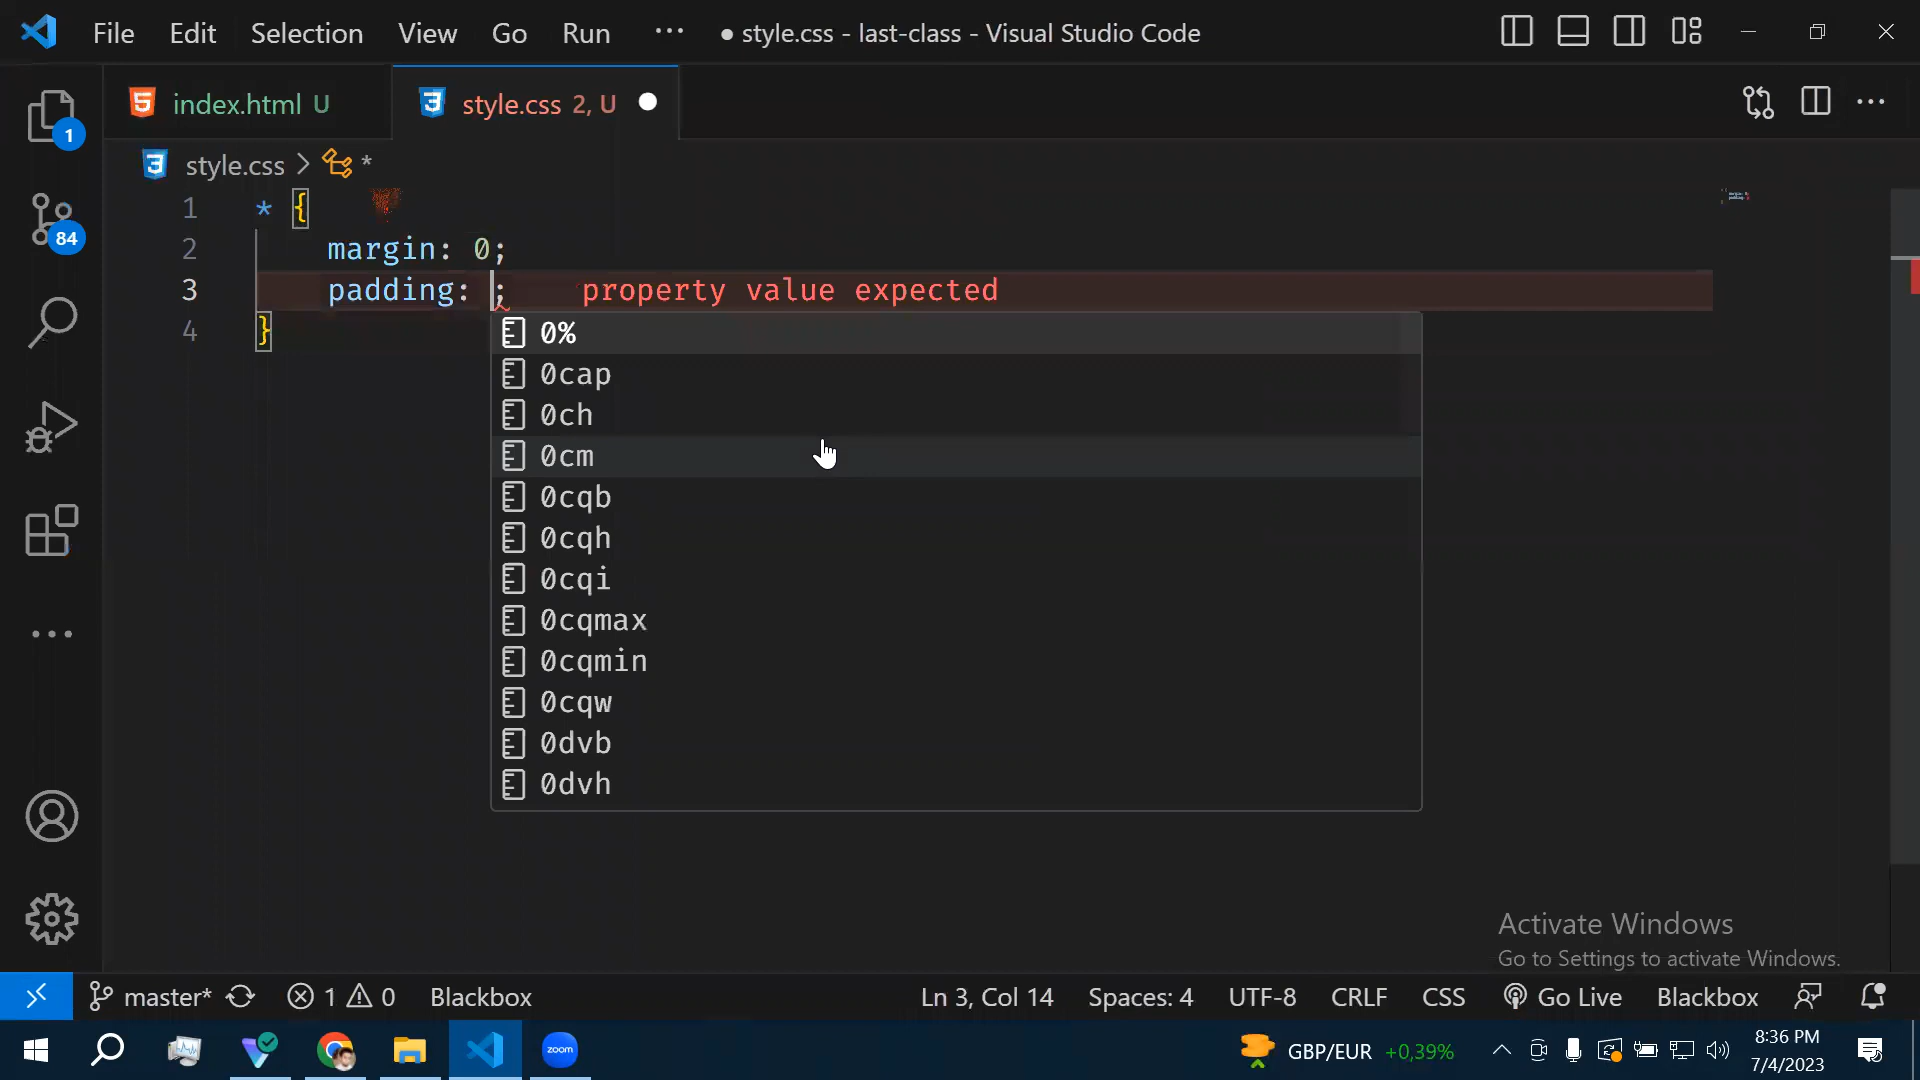 File Edit Selection View Go Run ··· ● style.css - last-class - Visual Studio Code
index.html U style.css 2, U
style.css > *
1 * {
2 margin: 0;
3 padding: ; property value expected
4 }
0%
0cap
0ch
0cm
0cqb
0cqh
0cqi
0cqmax
0cqmin
0cqw
0dvb
0dvh
1
84
Activate Windows
Go to Settings to activate Windows.
master* 1 0 Blackbox Ln 3, Col 14 Spaces: 4 UTF-8 CRLF CSS Go Live Blackbox
zoom GBP/EUR +0,39% 8:36 PM
7/4/2023